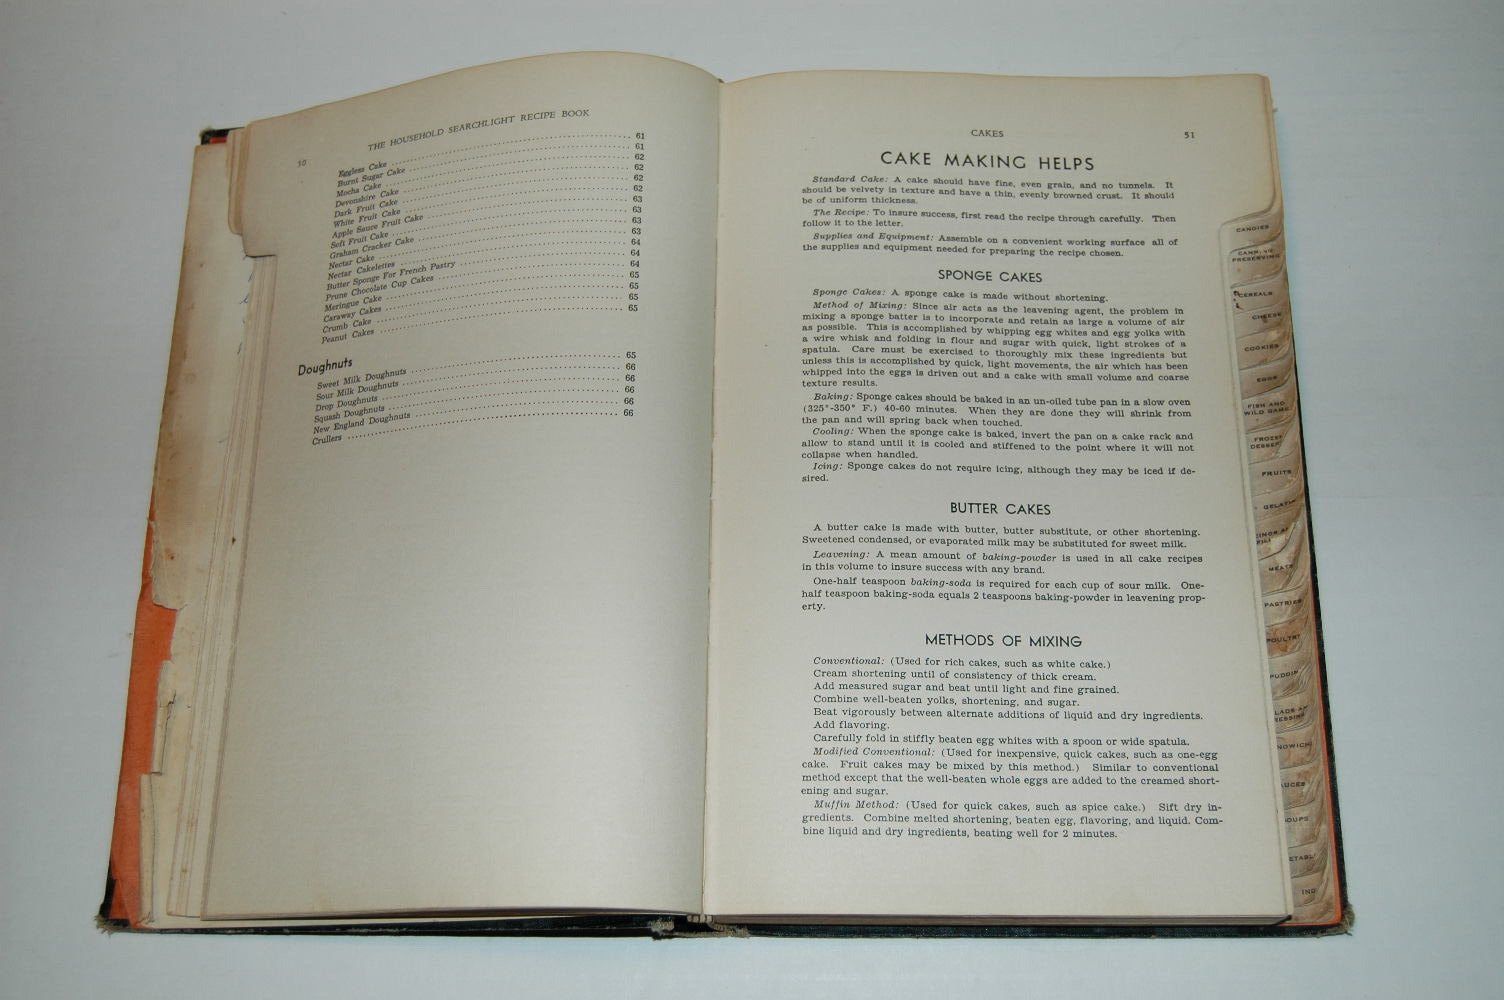 50 THE HOUSEHOLD SEARCHLIGHT RECIPE BOOK
Eggless Cake ........ 61
Burnt Sugar Cake ........ 61
Mocha Cake ........ 62
Devonshire Cake ........ 62
Dark Fruit Cake ........ 62
White Fruit Cake ........ 62
Apple Sauce Fruit Cake ........ 63
Soft Fruit Cake ........ 63
Graham Cracker Cake ........ 63
Nectar Cake ........ 63
Nectar Cakelettes ........ 64
Butter Sponge For French Pastry ........ 64
Prune Chocolate Cup Cakes ........ 64
Meringue Cake ........ 65
Caraway Cakes ........ 65
Crumb Cake ........ 65
Peanut Cakes ........ 65
Doughnuts
Sweet Milk Doughnuts ........ 65
Sour Milk Doughnuts ........ 66
Drop Doughnuts ........ 66
Squash Doughnuts ........ 66
New England Doughnuts ........ 66
Crullers ........ 66
CAKES 51
CAKE MAKING HELPS
Standard Cake: A cake should have fine, even grain, and no tunnels. It
should be velvety in texture and have a thin, evenly browned crust. It should
be of uniform thickness.
The Recipe: To insure success, first read the recipe through carefully. Then
follow it to the letter.
Supplies and Equipment: Assemble on a convenient working surface all of
the supplies and equipment needed for preparing the recipe chosen.
SPONGE CAKES
Sponge Cakes: A sponge cake is made without shortening.
Method of Mixing: Since air acts as the leavening agent, the problem in
mixing a sponge batter is to incorporate and retain as large a volume of air
as possible. This is accomplished by whipping egg whites and egg yolks with
a wire whisk and folding in flour and sugar with quick, light strokes of a
spatula. Care must be exercised to thoroughly mix these ingredients but
unless this is accomplished by quick, light movements, the air which has been
whipped into the eggs is driven out and a cake with small volume and coarse
texture results.
Baking: Sponge cakes should be baked in an un-oiled tube pan in a slow oven
(325°-350° F.) 40-60 minutes. When they are done they will shrink from
the pan and will spring back when touched.
Cooling: When the sponge cake is baked, invert the pan on a cake rack and
allow to stand until it is cooled and stiffened to the point where it will not
collapse when handled.
Icing: Sponge cakes do not require icing, although they may be iced if de-
sired.
BUTTER CAKES
A butter cake is made with butter, butter substitute, or other shortening.
Sweetened condensed, or evaporated milk may be substituted for sweet milk.
Leavening: A mean amount of baking-powder is used in all cake recipes
in this volume to insure success with any brand.
One-half teaspoon baking-soda is required for each cup of sour milk. One-
half teaspoon baking-soda equals 2 teaspoons baking-powder in leavening prop-
erty.
METHODS OF MIXING
Conventional: (Used for rich cakes, such as white cake.)
Cream shortening until of consistency of thick cream.
Add measured sugar and beat until light and fine grained.
Combine well-beaten yolks, shortening, and sugar.
Beat vigorously between alternate additions of liquid and dry ingredients.
Add flavoring.
Carefully fold in stiffly beaten egg whites with a spoon or wide spatula.
Modified Conventional: (Used for inexpensive, quick cakes, such as one-egg
cake. Fruit cakes may be mixed by this method.) Similar to conventional
method except that the well-beaten whole eggs are added to the creamed short-
ening and sugar.
Muffin Method: (Used for quick cakes, such as spice cake.) Sift dry in-
gredients. Combine melted shortening, beaten egg, flavoring, and liquid. Com-
bine liquid and dry ingredients, beating well for 2 minutes.
CANDIES
PRESERVING
CEREALS
CHEESE
COOKIES
EGGS
FISH AND
WILD GAME
FRUITS
MEATS
PASTRIES
POULTRY